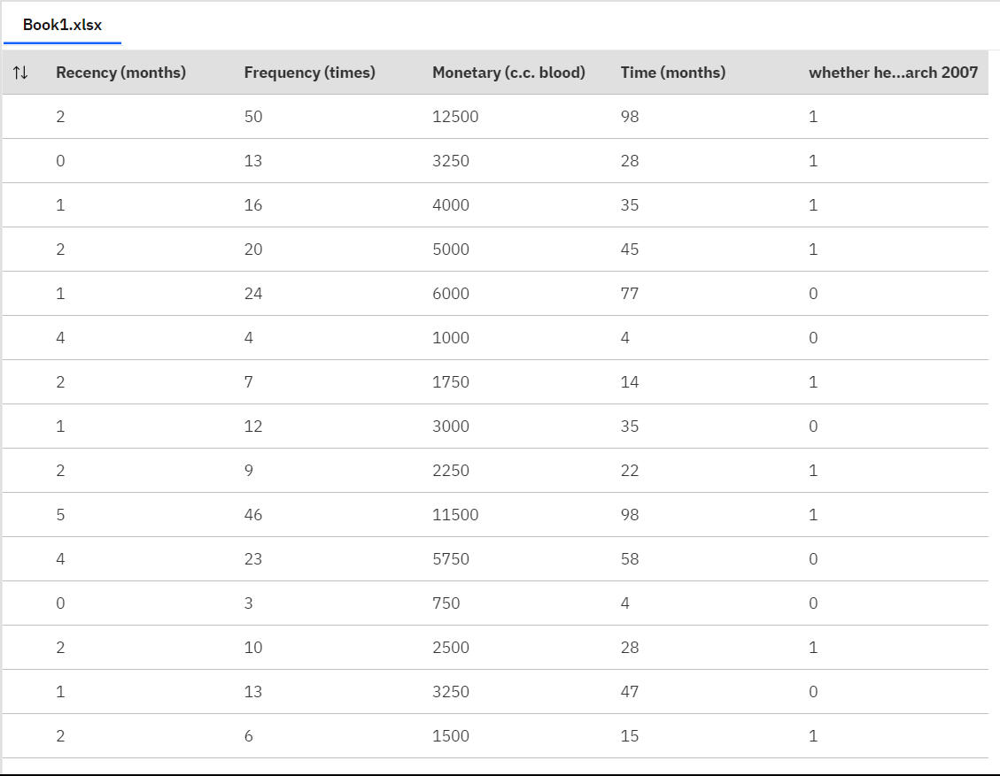 Book1.xlsx
Recency (months) Frequency (times) Monetary (c.c. blood) Time (months) whether he...arch 2007
2 50 12500 98 1
0 13 3250 28 1
1 16 4000 35 1
2 20 5000 45 1
1 24 6000 77 0
4 4 1000 4 0
2 7 1750 14 1
1 12 3000 35 0
2 9 2250 22 1
5 46 11500 98 1
4 23 5750 58 0
0 3 750 4 0
2 10 2500 28 1
1 13 3250 47 0
2 6 1500 15 1